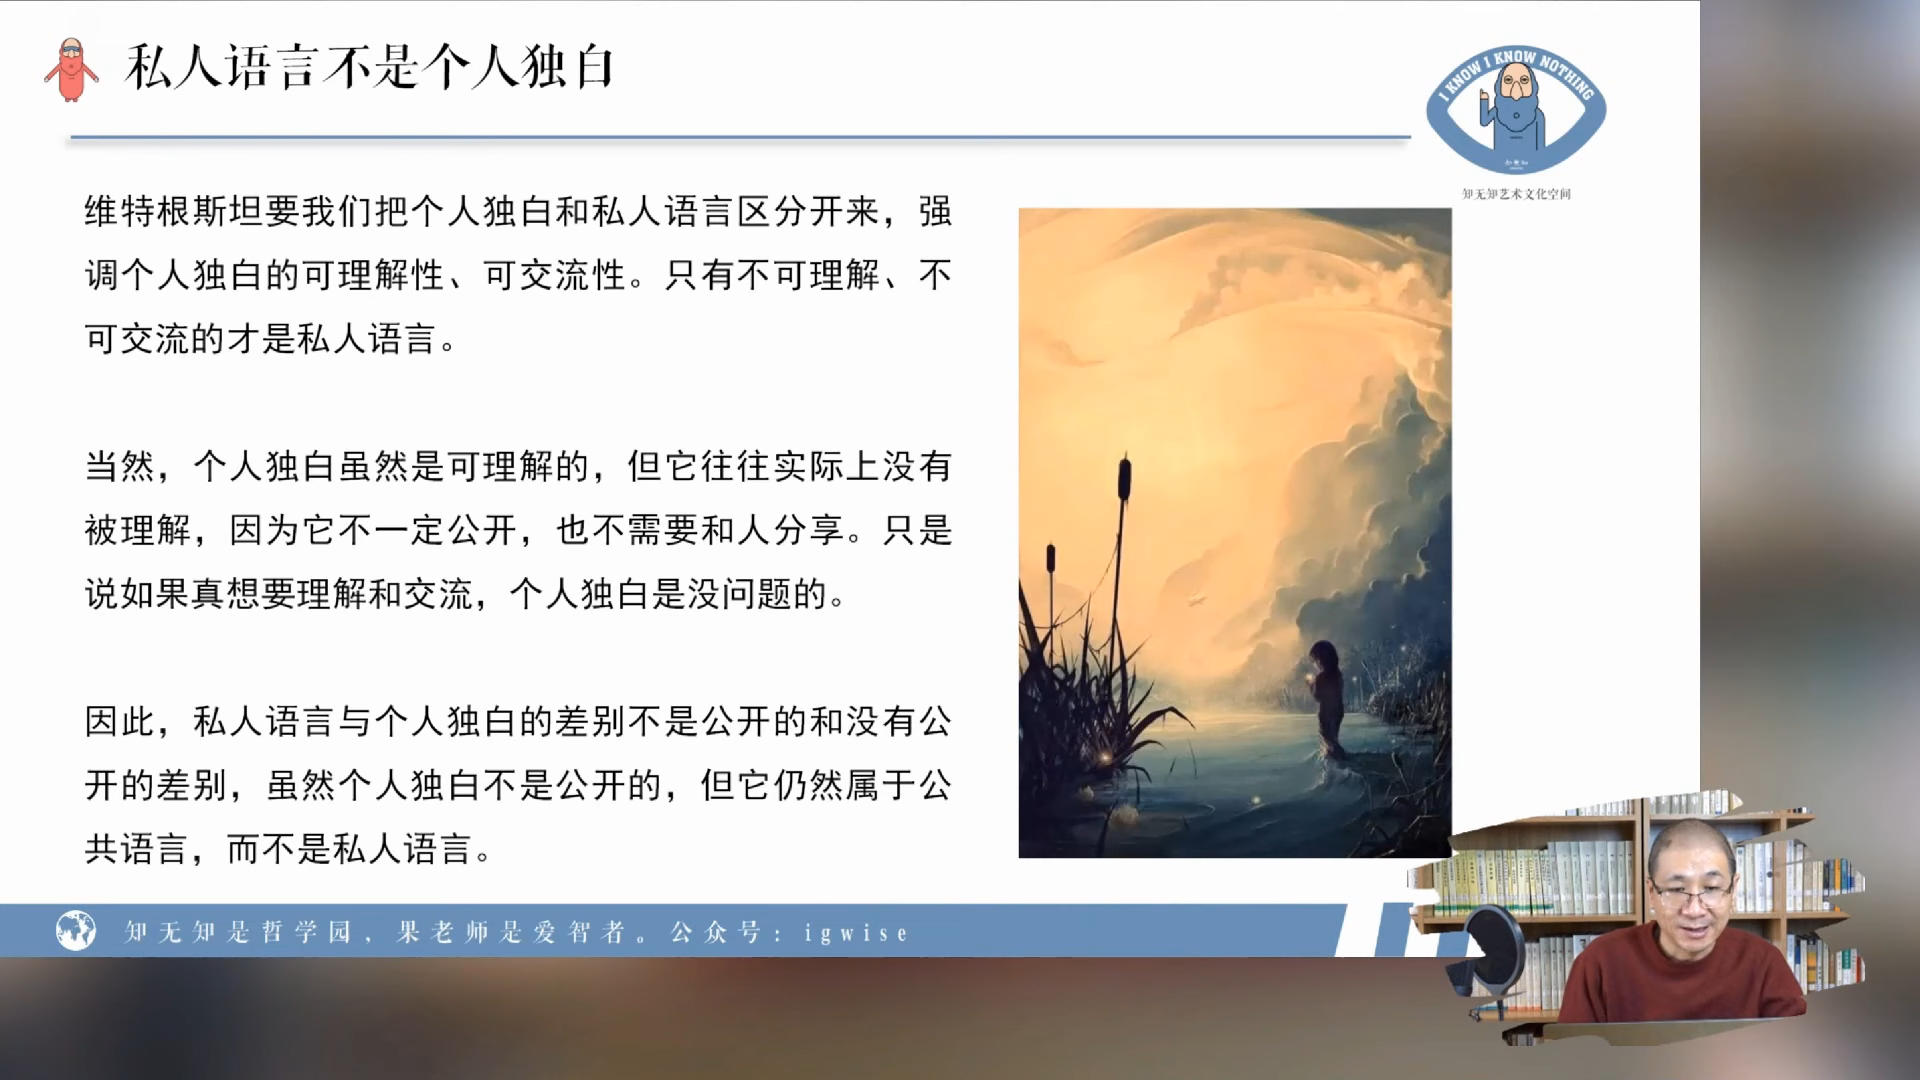 私人语言不是个人独白
I KNOW I KNOW NOTHING
知无知
知无知艺术文化空间
维特根斯坦要我们把个人独白和私人语言区分开来，强
调个人独白的可理解性、可交流性。只有不可理解、不
可交流的才是私人语言。
当然，个人独白虽然是可理解的，但它往往实际上没有
被理解，因为它不一定公开，也不需要和人分享。只是
说如果真想要理解和交流，个人独白是没问题的。
因此，私人语言与个人独白的差别不是公开的和没有公
开的差别，虽然个人独白不是公开的，但它仍然属于公
共语言，而不是私人语言。
知无知是哲学园，果老师是爱智者。公众号：igwise